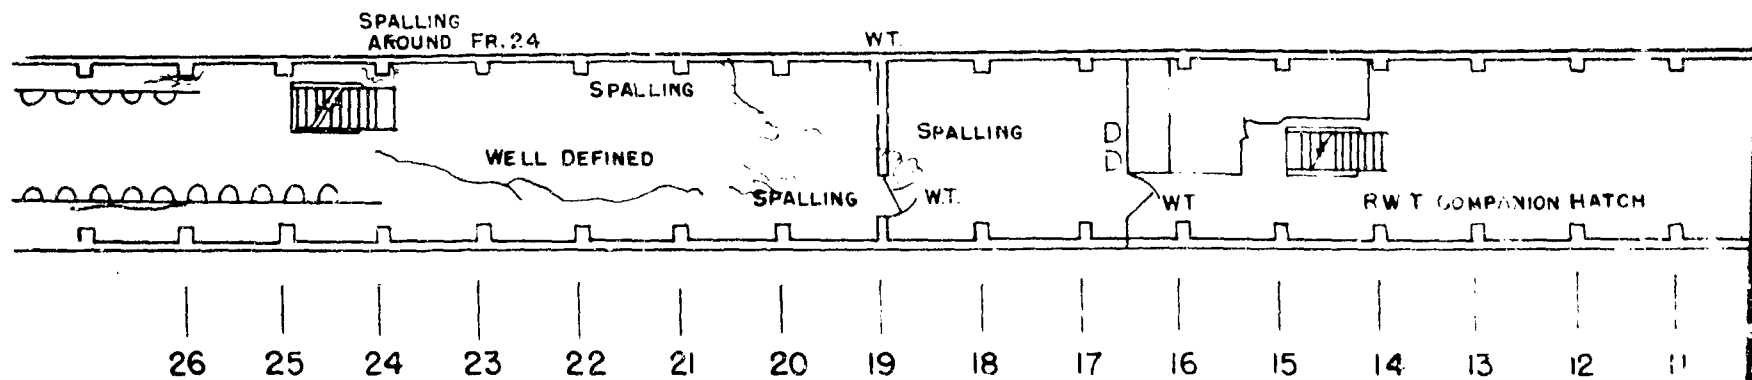 SPALLING
AROUND FR.24
W.T.
SPALLING
SPALLING
WELL DEFINED
SPALLING
W.T.
WT
RWT COMPANION HATCH
26 25 24 23 22 21 20 19 18 17 16 15 14 13 12 11